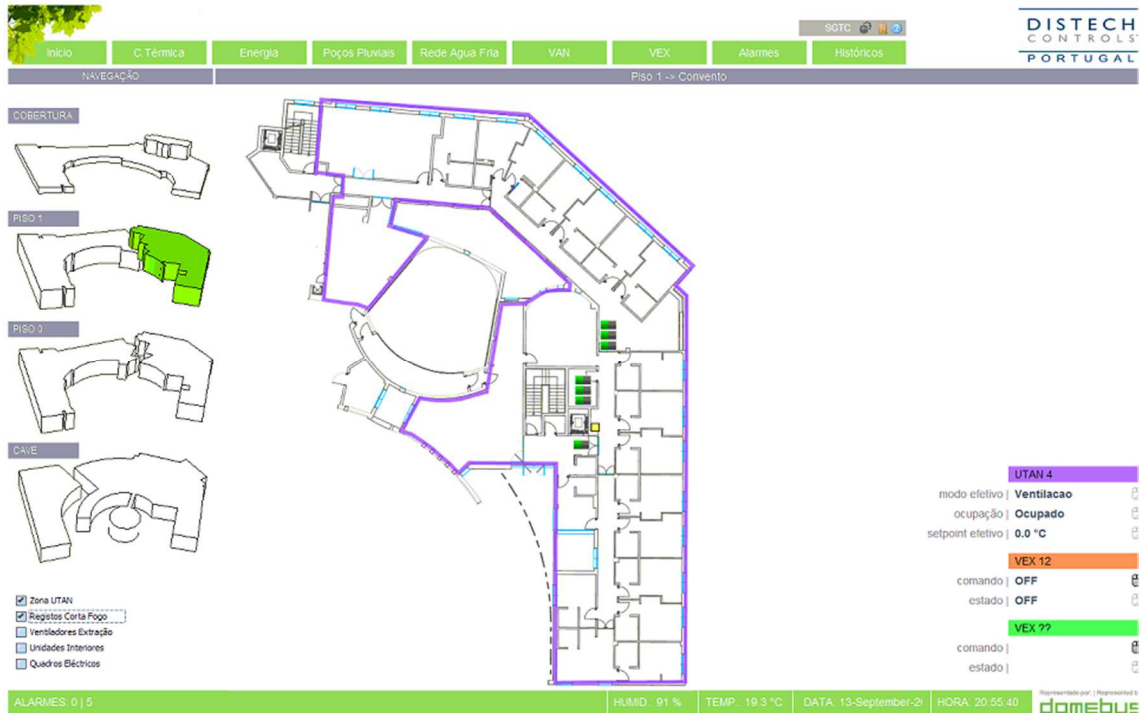 SGTC
DISTECH
CONTROLS
PORTUGAL
Início C.Térmica Energia Poços Pluviais Rede Agua Fria VAN VEX Alarmes Históricos
NAVEGAÇÃO Piso 1 -> Convento
COBERTURA
PISO 1
PISO 0
CAVE
UTAN 4
modo efetivo | Ventilacao
ocupação | Ocupado
setpoint efetivo | 0.0 °C
VEX 12
comando | OFF
estado | OFF
VEX ??
comando |
estado |
Zona UTAN
Registos Corta Fogo
Ventiladores Extração
Unidades Interiores
Quadros Eléctricos
ALARMES: 0 | 5 HUMID.: 91 % TEMP.: 19.3 °C DATA: 13-September-2 HORA: 20:55:40
Representado por: | Represented b
domebus